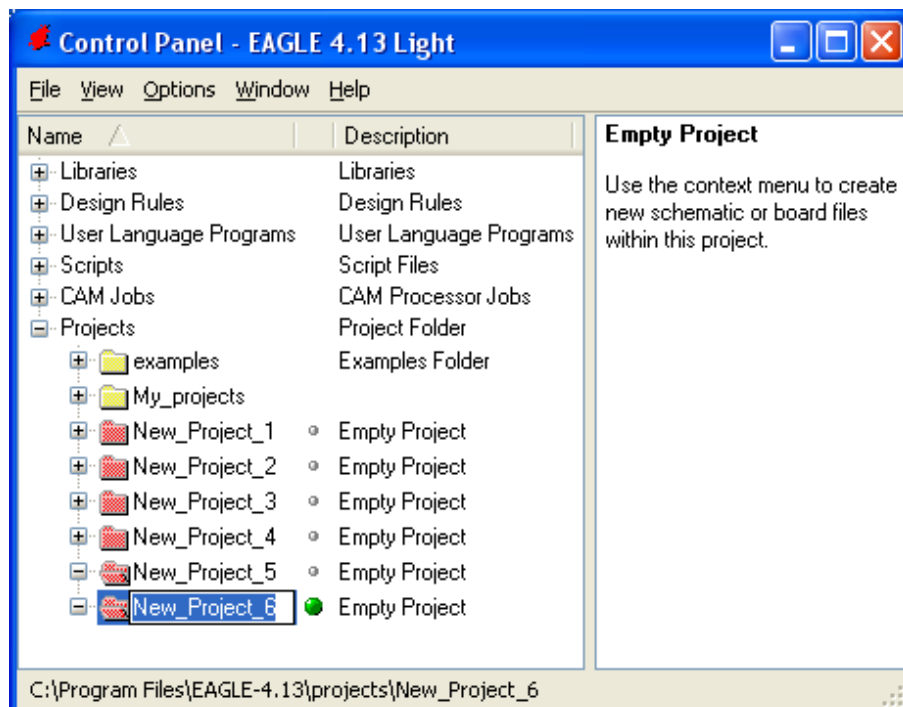 Control Panel - EAGLE 4.13 Light
File View Options Window Help
Name Description
Libraries Libraries
Design Rules Design Rules
User Language Programs User Language Programs
Scripts Script Files
CAM Jobs CAM Processor Jobs
Projects Project Folder
examples Examples Folder
My_projects
New_Project_1 Empty Project
New_Project_2 Empty Project
New_Project_3 Empty Project
New_Project_4 Empty Project
New_Project_5 Empty Project
New_Project_6 Empty Project
Empty Project
Use the context menu to create
new schematic or board files
within this project.
C:\Program Files\EAGLE-4.13\projects\New_Project_6